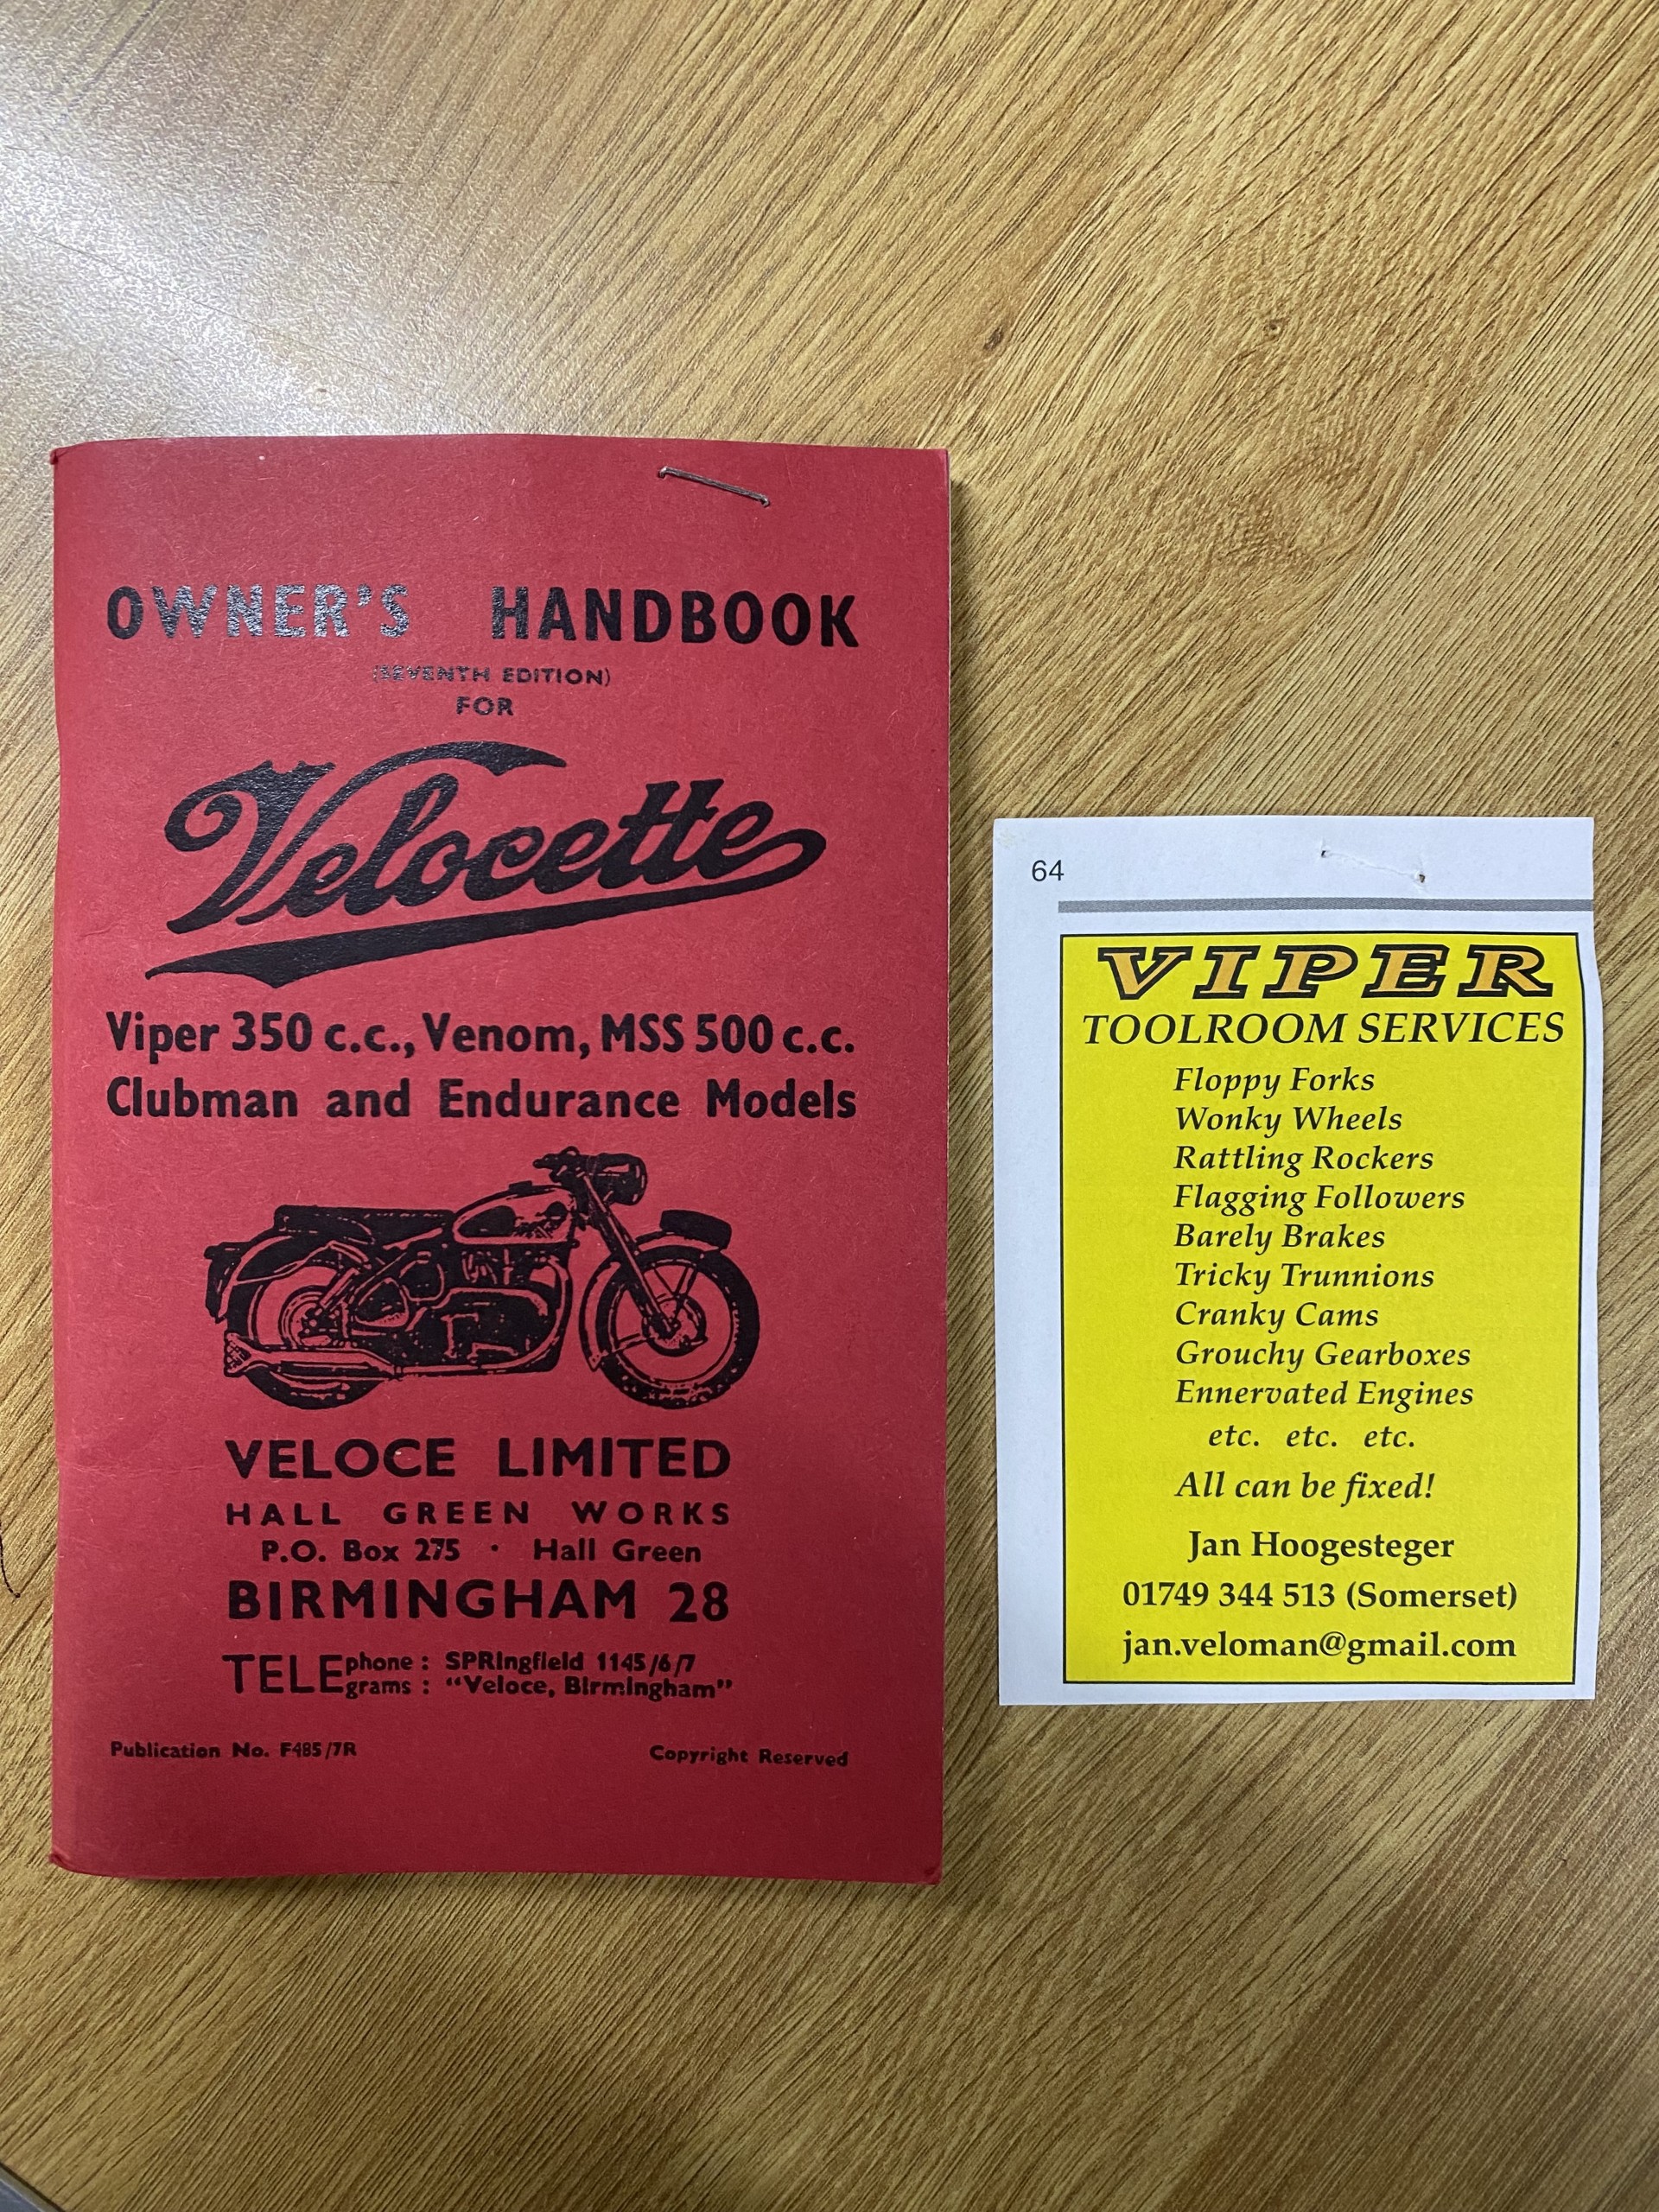 OWNER'S HANDBOOK
(SEVENTH EDITION)
FOR
Velocette
Viper 350 c.c., Venom, MSS 500 c.c.
Clubman and Endurance Models
VELOCE LIMITED
HALL GREEN WORKS
P.O. Box 275 · Hall Green
BIRMINGHAM 28
TELEphone : SPRingfield 1145/6/7
grams : "Veloce, Birmingham"
Publication No. F485/7R Copyright Reserved
64
VIPER
TOOLROOM SERVICES
Floppy Forks
Wonky Wheels
Rattling Rockers
Flagging Followers
Barely Brakes
Tricky Trunnions
Cranky Cams
Grouchy Gearboxes
Ennervated Engines
etc. etc. etc.
All can be fixed!
Jan Hoogesteger
01749 344 513 (Somerset)
jan.veloman@gmail.com